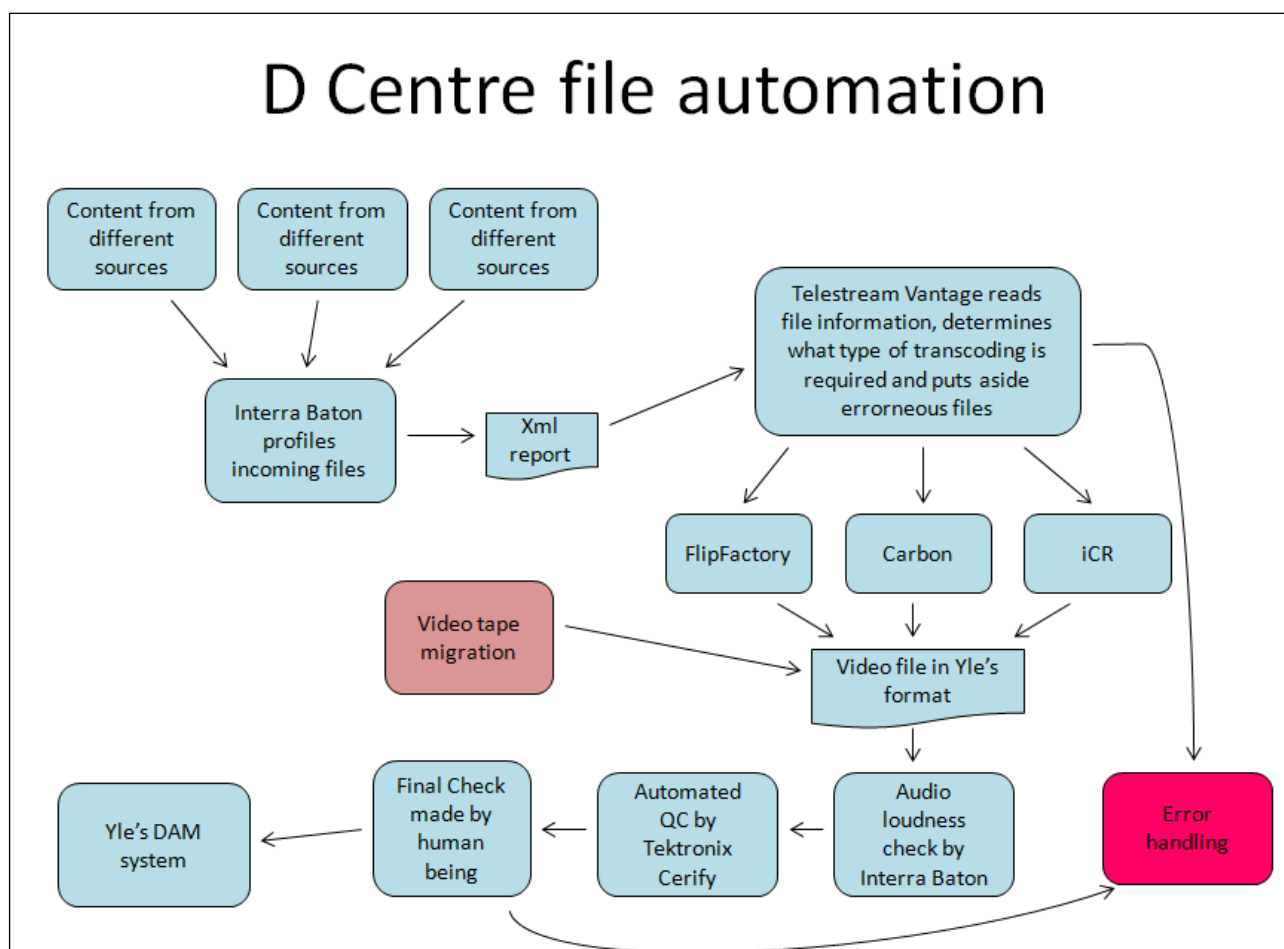 D Centre file automation
Content from
different
sources
Content from
different
sources
Content from
different
sources
Telestream Vantage reads
file information, determines
what type of transcoding is
required and puts aside
errorneous files
Interra Baton
profiles
incoming files
Xml
report
FlipFactory
Carbon
iCR
Video tape
migration
Video file in Yle's
format
Yle's DAM
system
Final Check
made by
human
being
Automated
QC by
Tektronix
Cerify
Audio
loudness
check by
Interra Baton
Error
handling